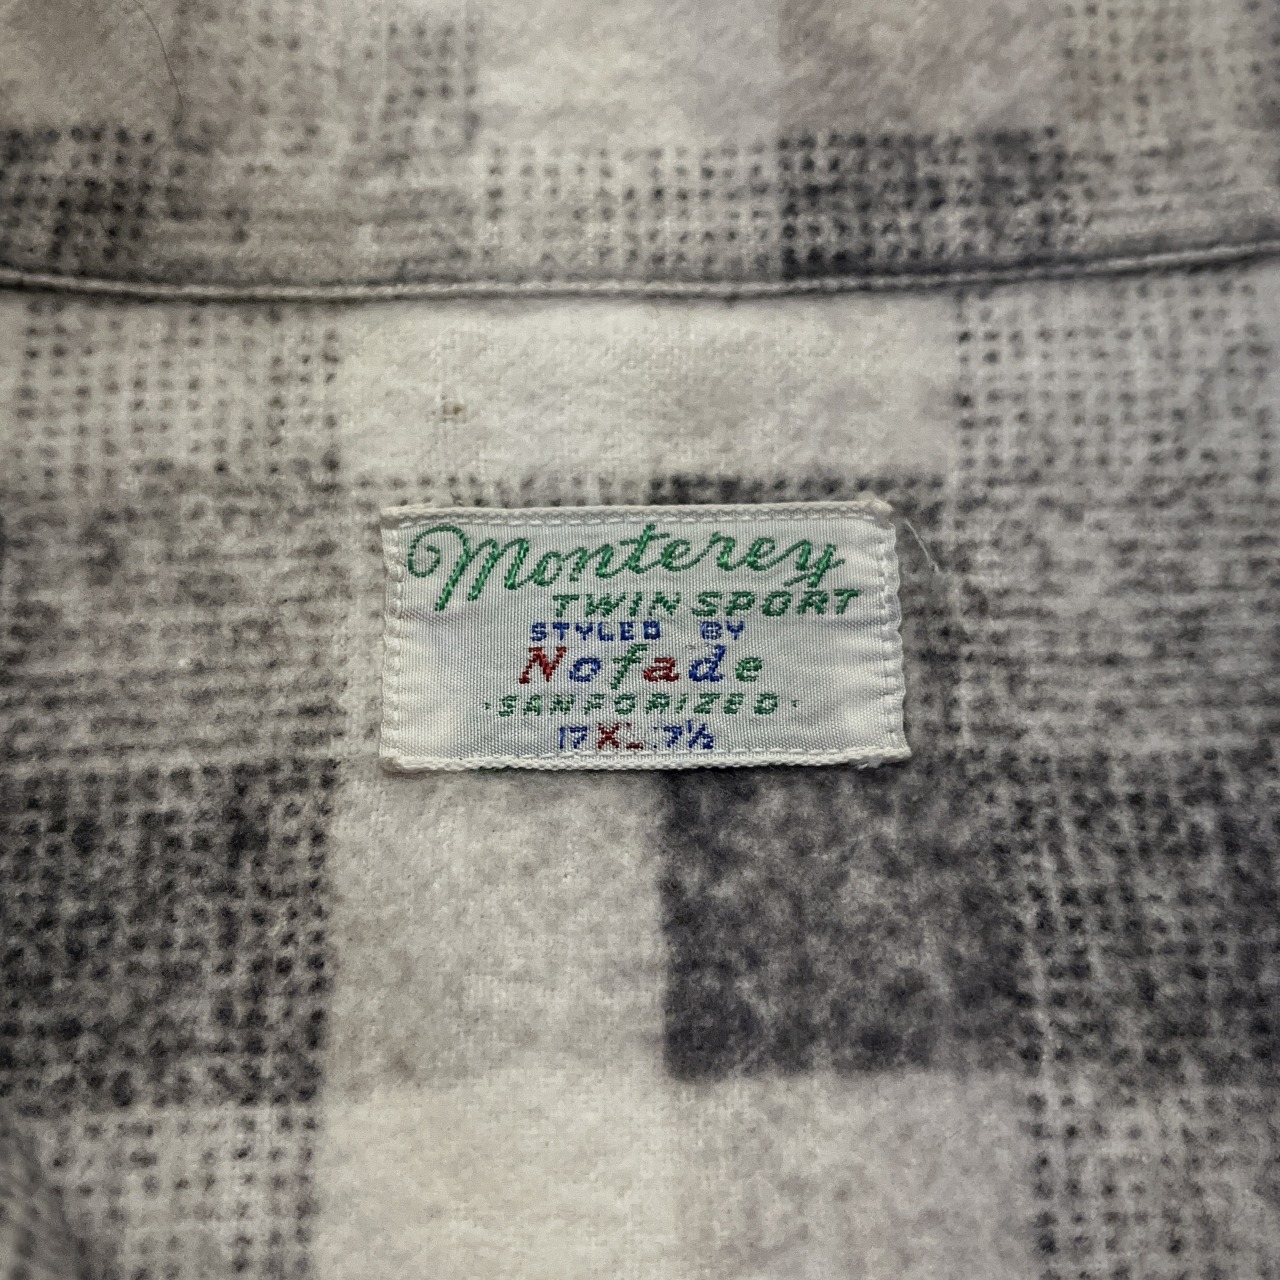 Monterey
TWIN SPORT
STYLED BY
Nofade
·SANFORIZED·
17 XL 7½